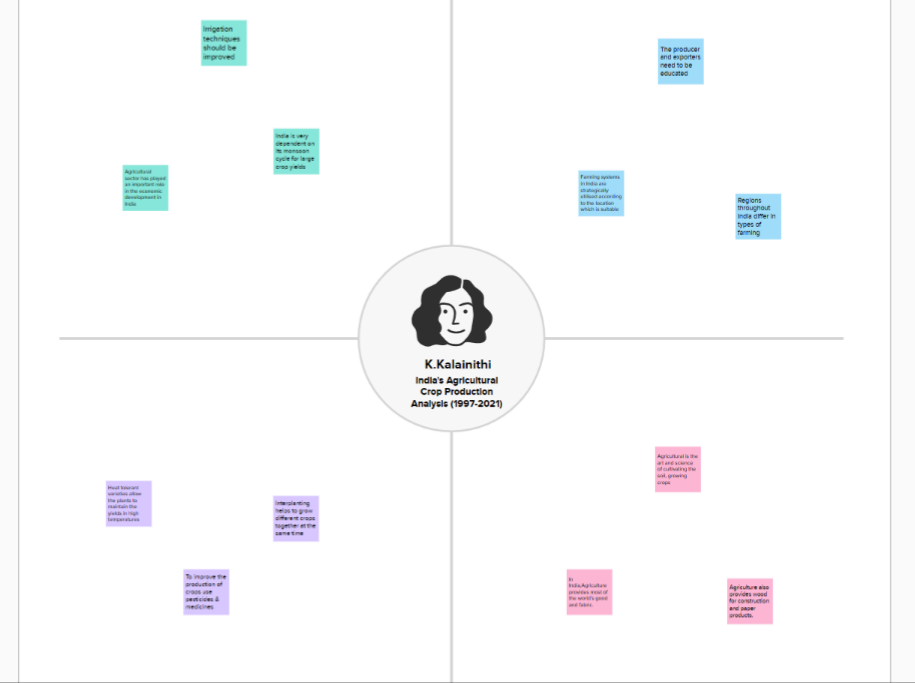 Irrigation
techniques
should be
improved
India is very
dependent on
its monsoon
cycle for large
crop yields
Agricultural
sector has played
an important role
in the economic
development in
India
The producer
and exporters
need to be
educated
Farming systems
in India are
strategically
utilised according
to the location
which is suitable
Regions
throughout
India differ in
types of
farming
K.Kalainithi
India's Agricultural
Crop Production
Analysis (1997-2021)
Heat-tolerant
varieties allow
the plants to
maintain the
yields in high
temperatures
Interplanting
helps to grow
different crops
together at the
same time
To improve the
production of
crops use
pesticides &
medicines
Agricultural is the
art and science
of cultivating the
soil, growing
crops
In
India,Agriculture
provides most of
the world's
and fabric
Agriculture also
provides wood
for construction
and paper
products.